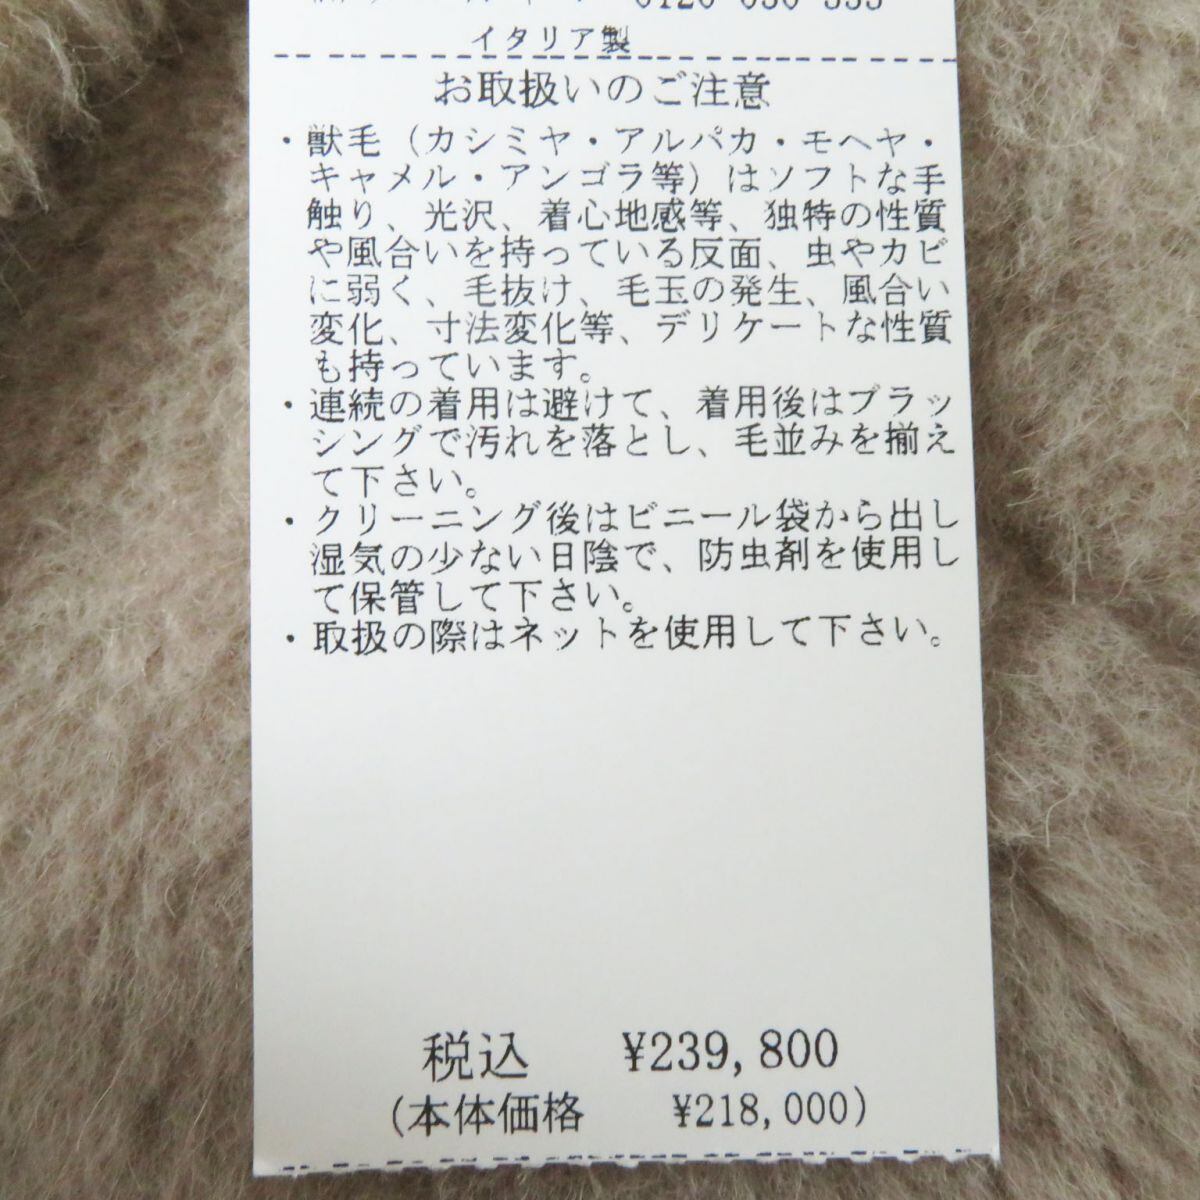 イタリア製
お取扱いのご注意
・獣毛（カシミヤ・アルパカ・モヘヤ・
キャメル・アンゴラ等）はソフトな手
触り、光沢、着心地感等、独特の性質
や風合いを持っている反面、虫やカビ
に弱く、毛抜け、毛玉の発生、風合い
変化、寸法変化等、デリケートな性質
も持っています。
・連続の着用は避けて、着用後はブラッ
シングで汚れを落とし、毛並みを揃え
て下さい。
・クリーニング後はビニール袋から出し
湿気の少ない日陰で、防虫剤を使用し
て保管して下さい。
・取扱の際はネットを使用して下さい。
税込 ¥239,800
(本体価格 ¥218,000)